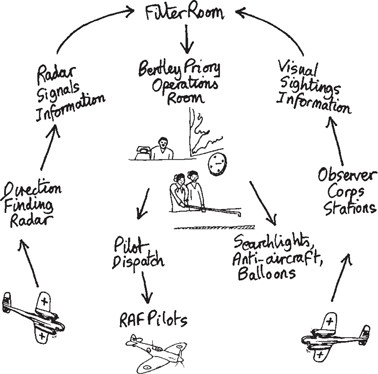 Filter Room
Radar
Signals
Information
Bentley Priory
Operations
Room
Visual
Sightings
Information
Direction
Finding
Radar
Observer
Corps
Stations
Pilot
Dispatch
Searchlights,
Anti-aircraft,
Balloons
RAF Pilots